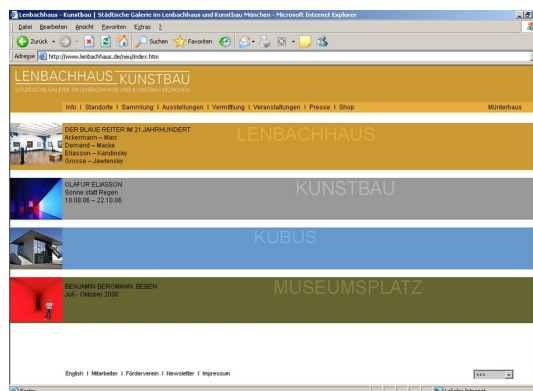 Lenbachhaus - Kunstbau | Städtische Galerie im Lenbachhaus und Kunstbau München - Microsoft Internet Explorer
Datei Bearbeiten Ansicht Favoriten Extras ?
Zurück Suchen Favoriten
Adresse http://www.lenbachhaus.de/neu/index.htm
LENBACHHAUS KUNSTBAU
STÄDTISCHE GALERIE IM LENBACHHAUS UND KUNSTBAU MÜNCHEN
Info I Standorte I Sammlung I Ausstellungen I Vermittlung I Veranstaltungen I Presse I Shop Münterhaus
DER BLAUE REITER IM 21.JAHRHUNDERT
LENBACHHAUS
Ackermann – Marc
Demand – Macke
Eliasson – Kandinsky
Grosse – Jawlensky
OLAFUR ELIASSON
KUNSTBAU
Sonne statt Regen
18.08.06 – 22.10.06
KUBUS
BENJAMIN BERGMANN: BEBEN
MUSEUMSPLATZ
Juli - Oktober 2006
English I Mitarbeiter I Förderverein I Newsletter I Impressum
>>>
Fertig Lokales Intranet